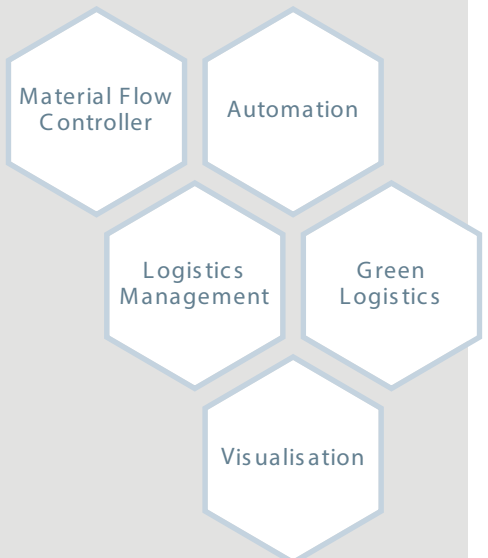 Material Flow
Controller
Automation
Logistics
Management
Green
Logistics
Visualisation